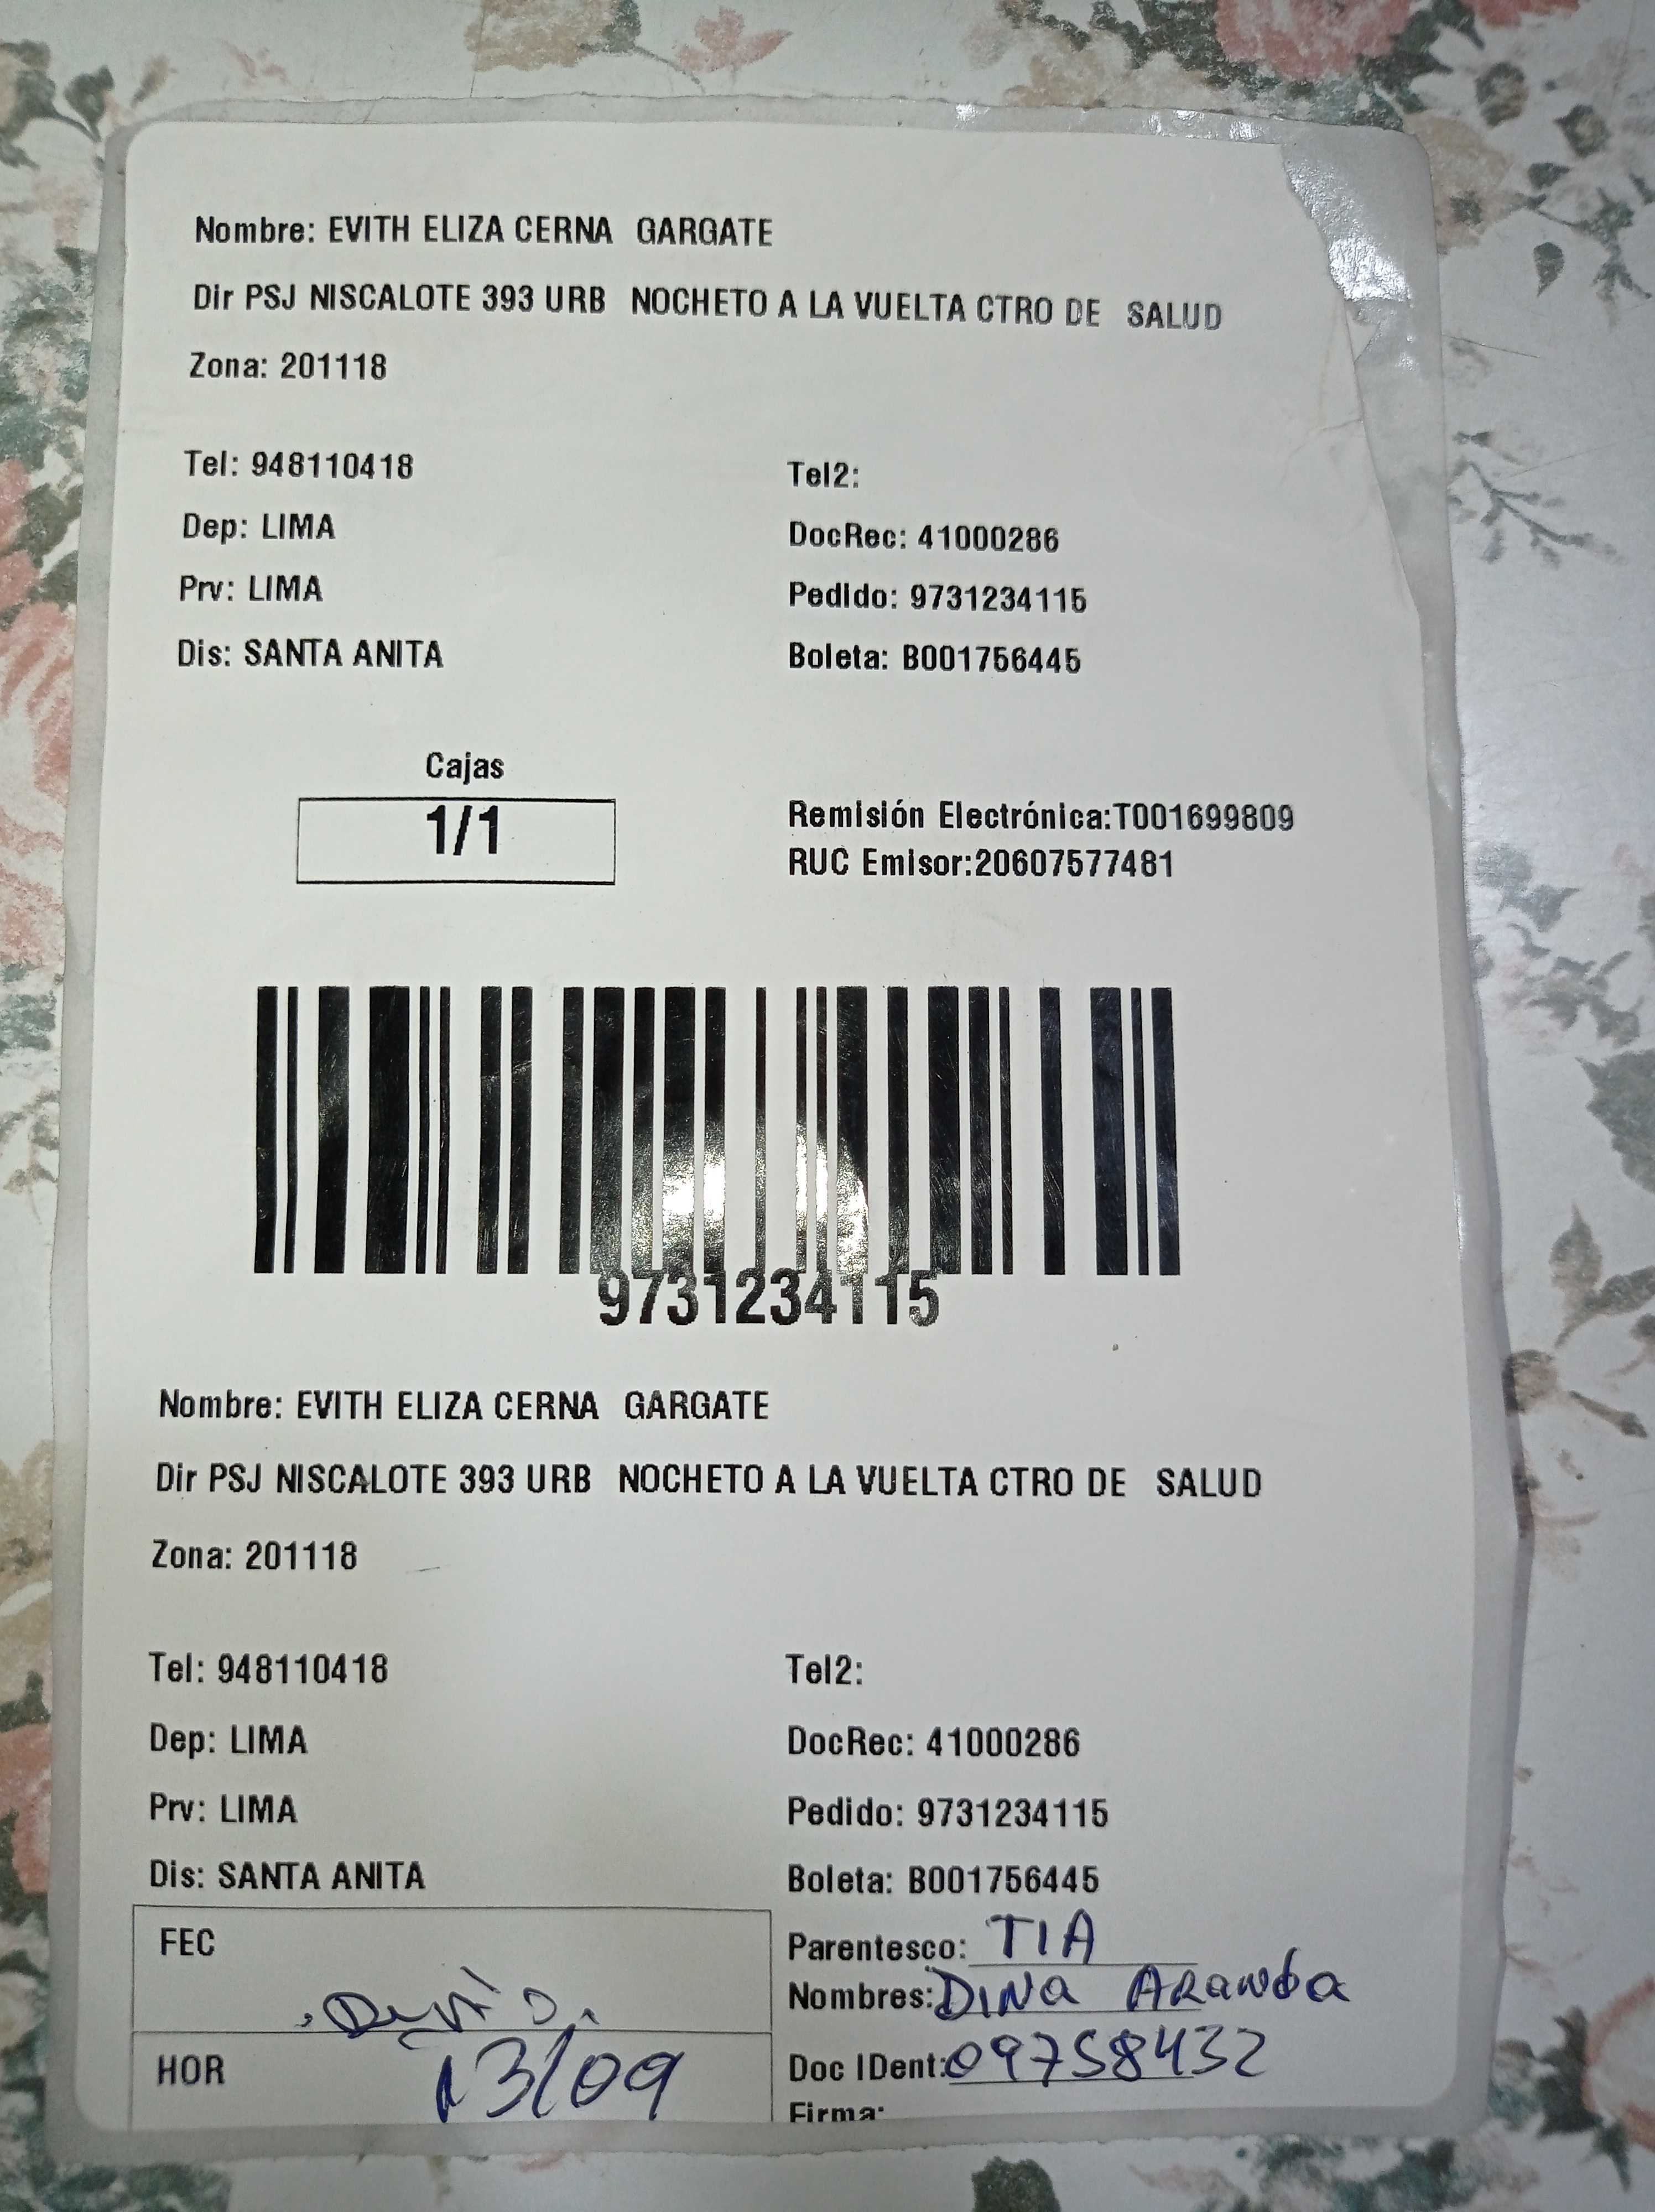 Nombre: EVITH ELIZA CERNA GARGATE
Dir PSJ NISCALOTE 393 URB NOCHETO A LA VUELTA CTRO DE SALUD
Zona: 201118
Tel: 948110418 Tel2:
Dep: LIMA DocRec: 41000286
Prv: LIMA Pedido: 9731234115
Dis: SANTA ANITA Boleta: B001756445
Cajas
1/1
Remisión Electrónica:T001699809
RUC Emisor:20607577481
9731234115
Nombre: EVITH ELIZA CERNA GARGATE
Dir PSJ NISCALOTE 393 URB NOCHETO A LA VUELTA CTRO DE SALUD
Zona: 201118
Tel: 948110418 Tel2:
Dep: LIMA DocRec: 41000286
Prv: LIMA Pedido: 9731234115
Dis: SANTA ANITA Boleta: B001756445
FEC
Parentesco: TIA
Nombres: DINA ARANDA
HOR 13/09
Doc IDent: 09758432
Firma: